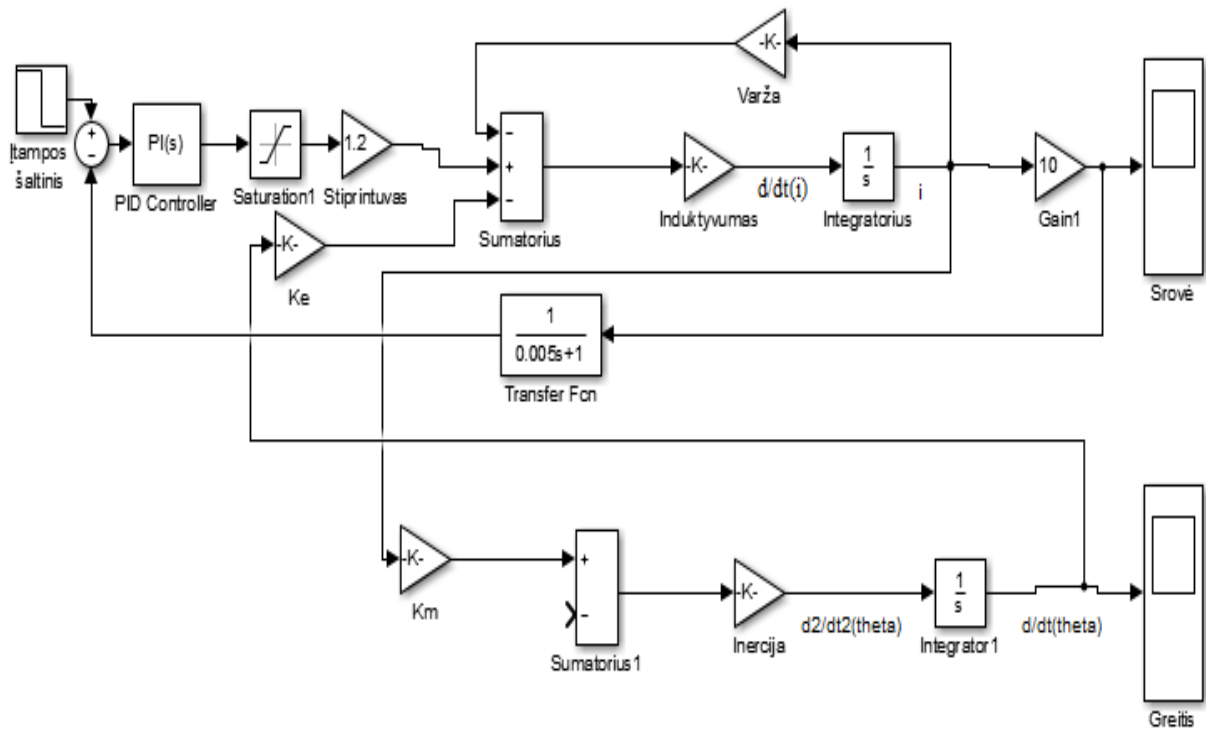 -K-
Varža
+
−
Įtampos
šaltinis
PI(s)
PID Controller
Saturation1
1.2
Stiprintuvas
−
+
−
Sumatorius
-K-
Induktyvumas
d/dt(i)
1
s
Integratorius
i
10
Gain1
Srovė
-K-
Ke
1
0.005s+1
Transfer Fcn
-K-
Km
+
−
Sumatorius1
-K-
Inercija
d2/dt2(theta)
1
s
Integrator1
d/dt(theta)
Greitis